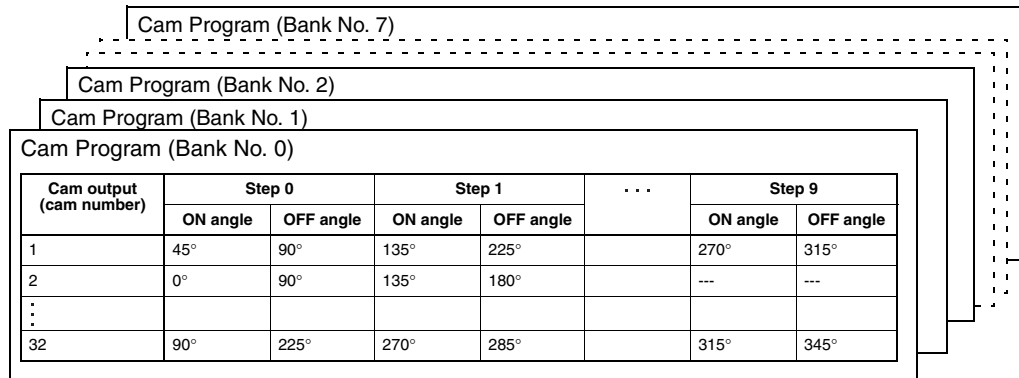 Cam Program (Bank No. 7)
Cam Program (Bank No. 2)
Cam Program (Bank No. 1)
Cam Program (Bank No. 0)
Cam output (cam number) Step 0 Step 1 . . . Step 9
ON angle OFF angle ON angle OFF angle ON angle OFF angle
1 45° 90° 135° 225° 270° 315°
2 0° 90° 135° 180° --- ---
⋮
32 90° 225° 270° 285° 315° 345°